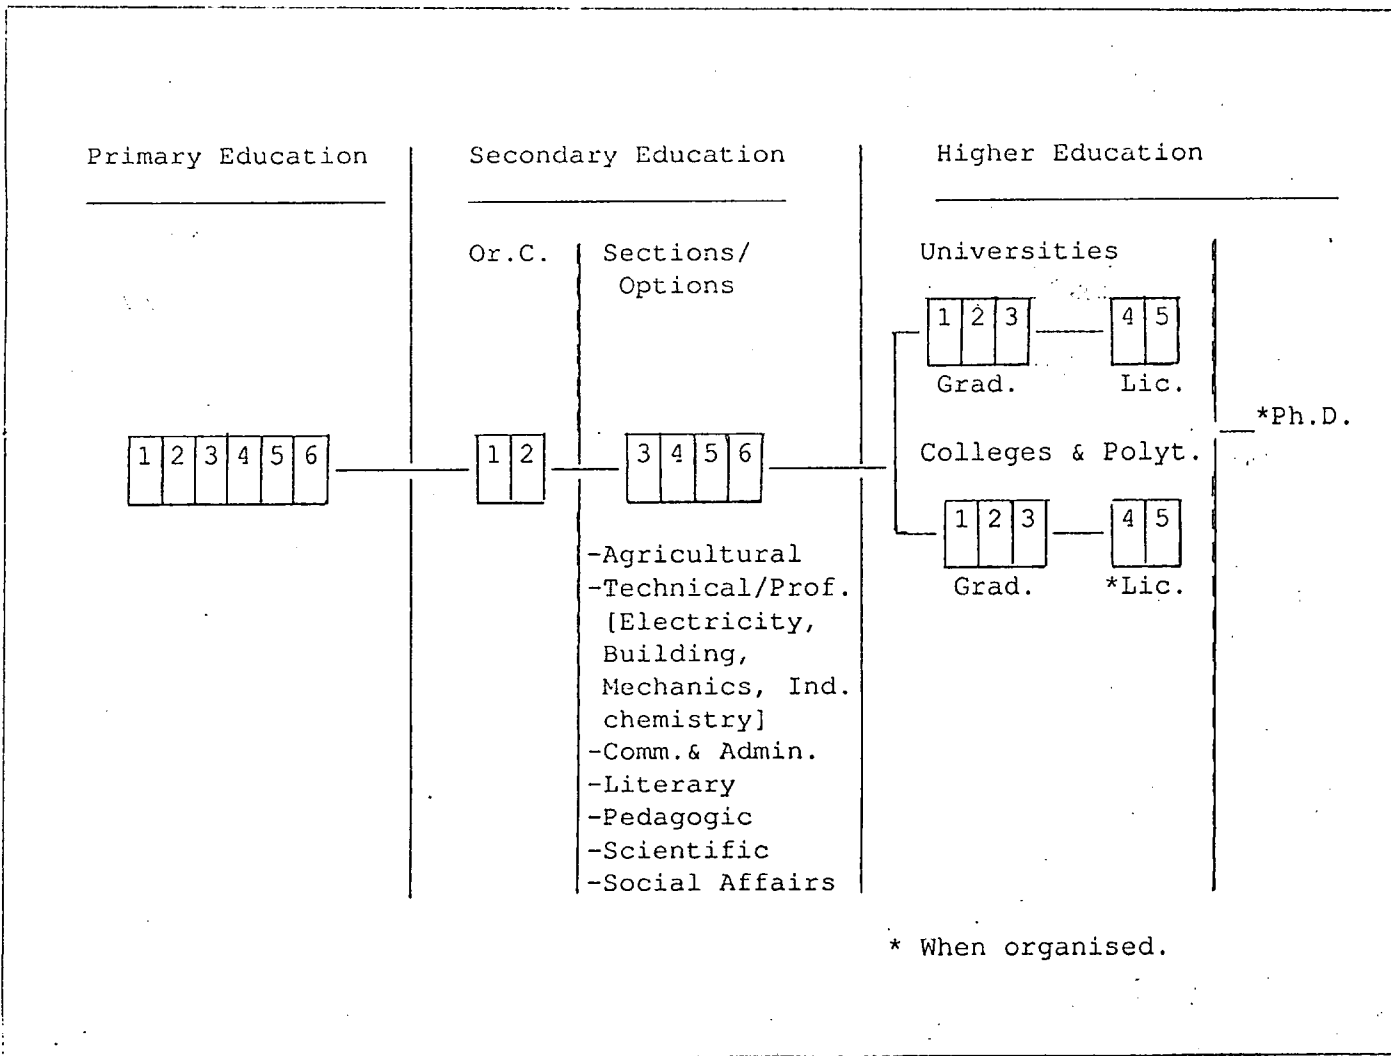 Primary Education
Secondary Education
Higher Education
Or.C.
Sections/
Options
Universities
1 2 3
4 5
Grad.
Lic.
*Ph.D.
Colleges & Polyt.
1 2 3 4 5 6
1 2
3 4 5 6
1 2 3
4 5
Grad.
*Lic.
-Agricultural
-Technical/Prof.
[Electricity,
Building,
Mechanics, Ind.
chemistry]
-Comm.& Admin.
-Literary
-Pedagogic
-Scientific
-Social Affairs
* When organised.